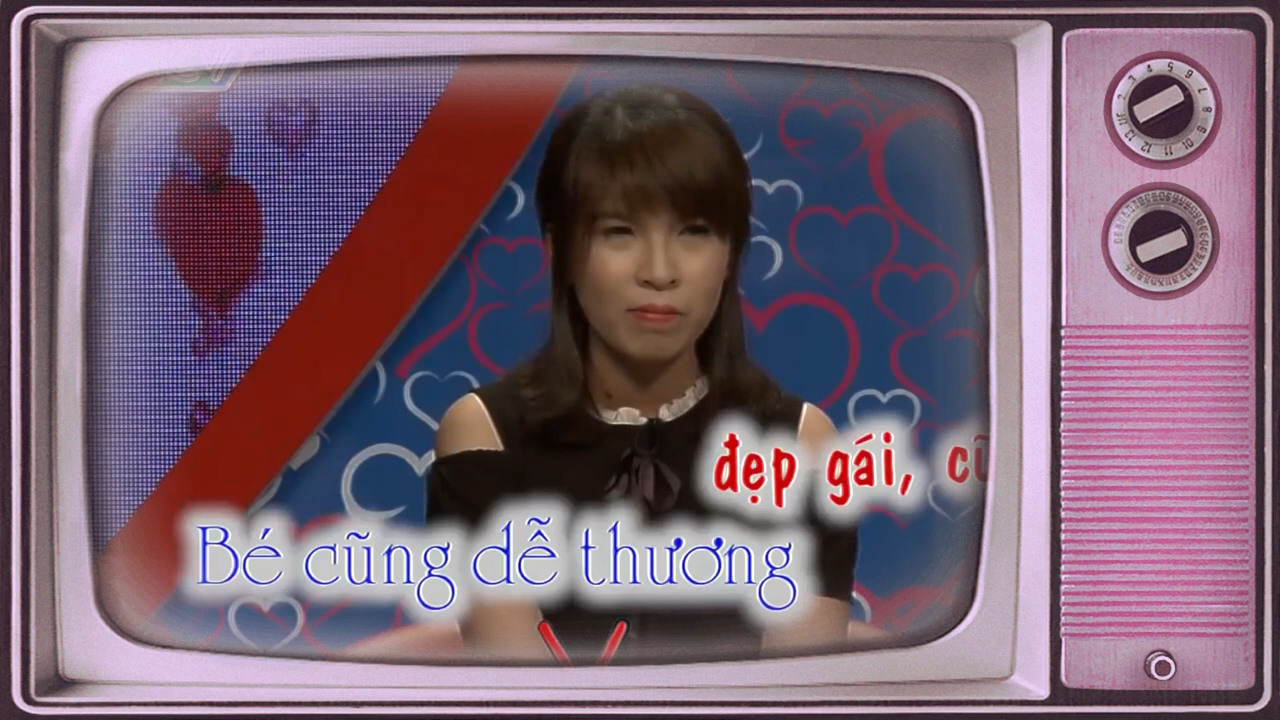 đẹp gái, cũ
Bé cũng dễ thương